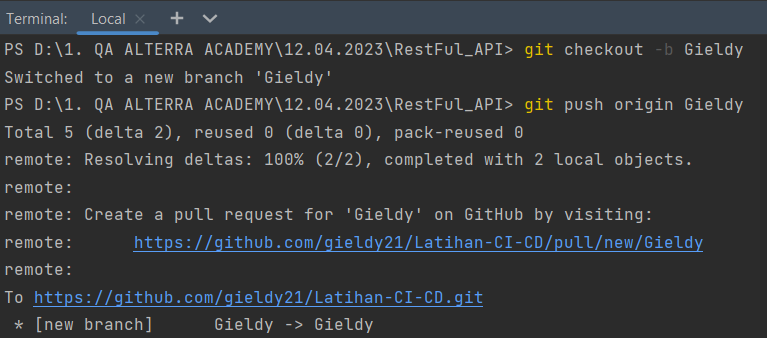 Terminal: Local × + ∨
PS D:\1. QA ALTERRA ACADEMY\12.04.2023\RestFul_API> git checkout -b Gieldy
Switched to a new branch 'Gieldy'
PS D:\1. QA ALTERRA ACADEMY\12.04.2023\RestFul_API> git push origin Gieldy
Total 5 (delta 2), reused 0 (delta 0), pack-reused 0
remote: Resolving deltas: 100% (2/2), completed with 2 local objects.
remote:
remote: Create a pull request for 'Gieldy' on GitHub by visiting:
remote:      https://github.com/gieldy21/Latihan-CI-CD/pull/new/Gieldy
remote:
To https://github.com/gieldy21/Latihan-CI-CD.git
 * [new branch]      Gieldy -> Gieldy